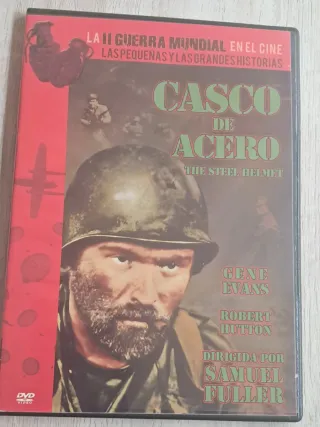 LA II GUERRA MUNDIAL EN EL CINE
LAS PEQUEÑAS Y LAS GRANDES HISTORIAS
CASCO
DE
ACERO
THE STEEL HELMET
GENE
EVANS
ROBERT
HUTTON
DIRIGIDA POR
SAMUEL
FULLER
DVD
VIDEO